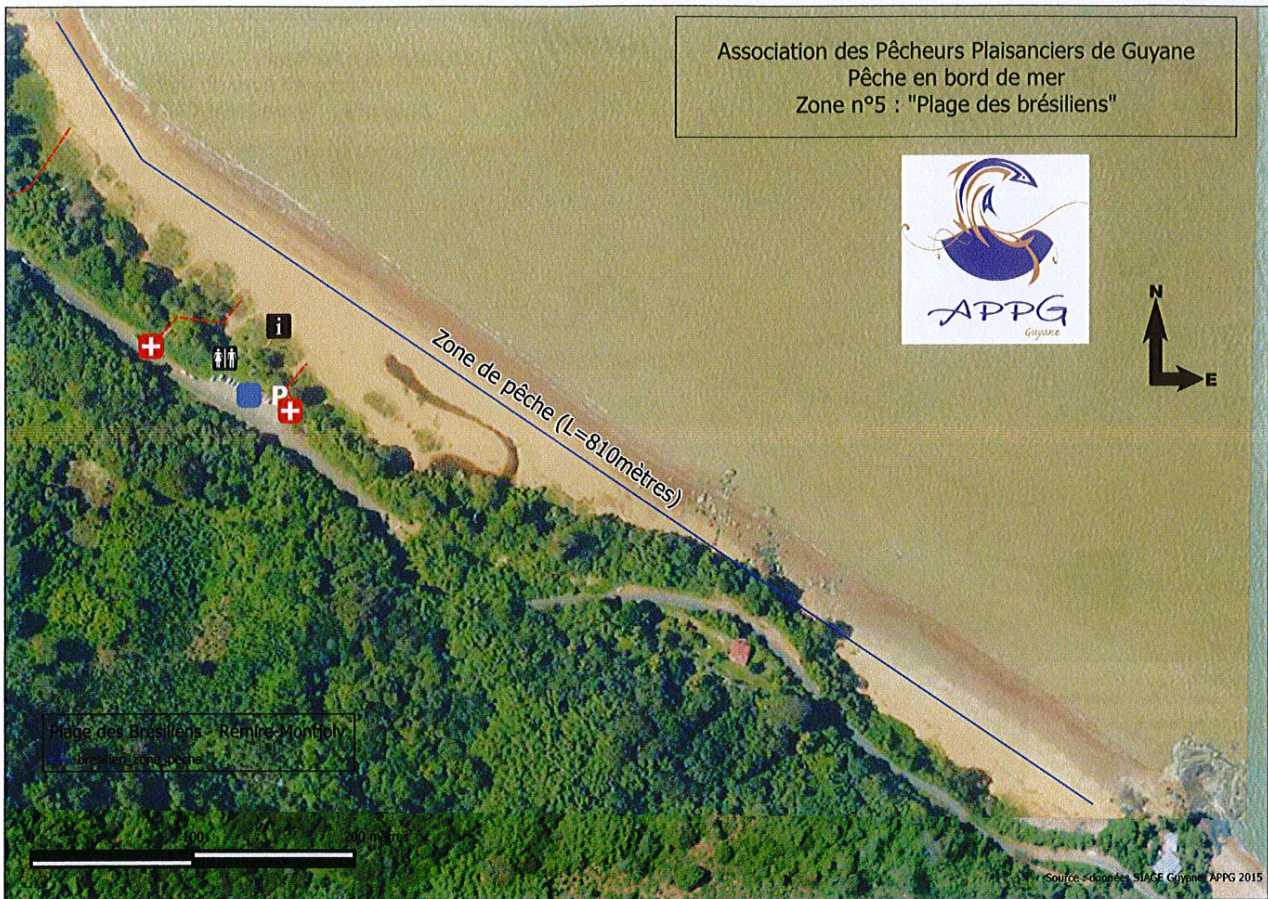 Association des Pêcheurs Plaisanciers de Guyane
Pêche en bord de mer
Zone n°5 : "Plage des brésiliens"
APPG
Guyane
N
E
i
P
Zone de pêche (L=810mètres)
Plage des Brésiliens - Rémire-Montjoly
brésilien_zone_pêche
100
200 mètres
Source : données SIAGE Guyane, APPG 2015